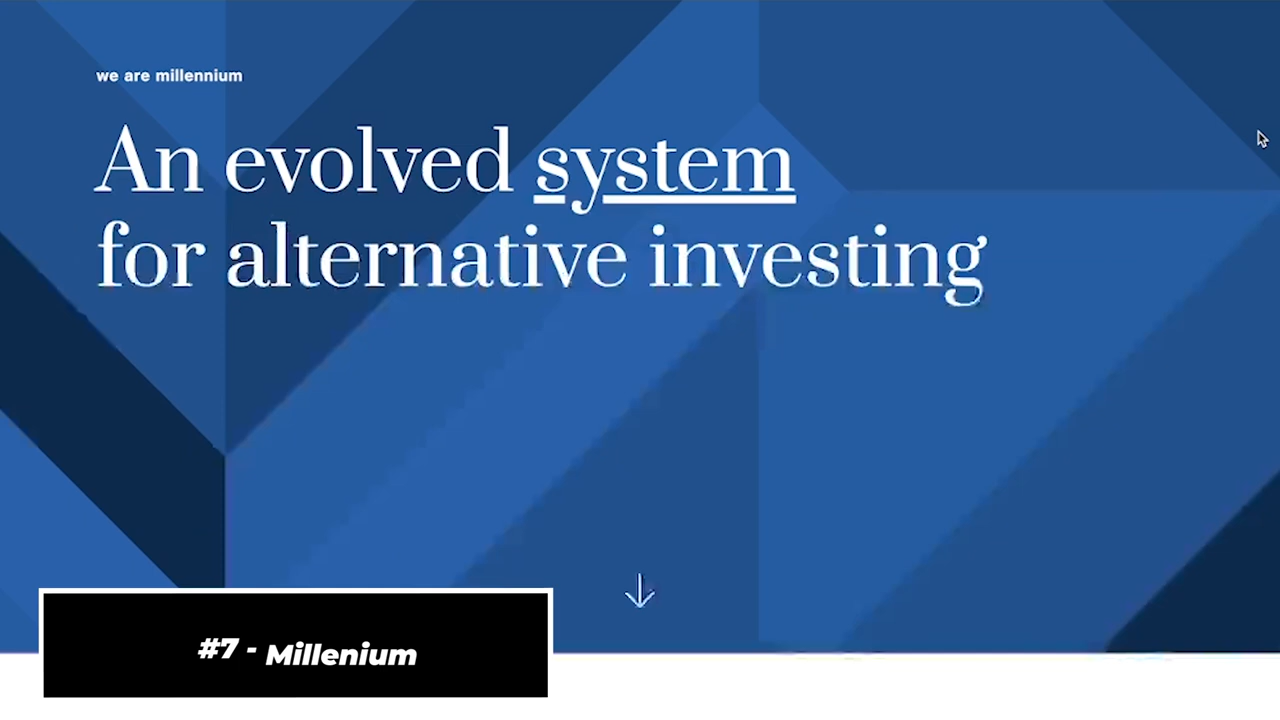 we are millennium
An evolved system
for alternative investing
#7 - Millenium